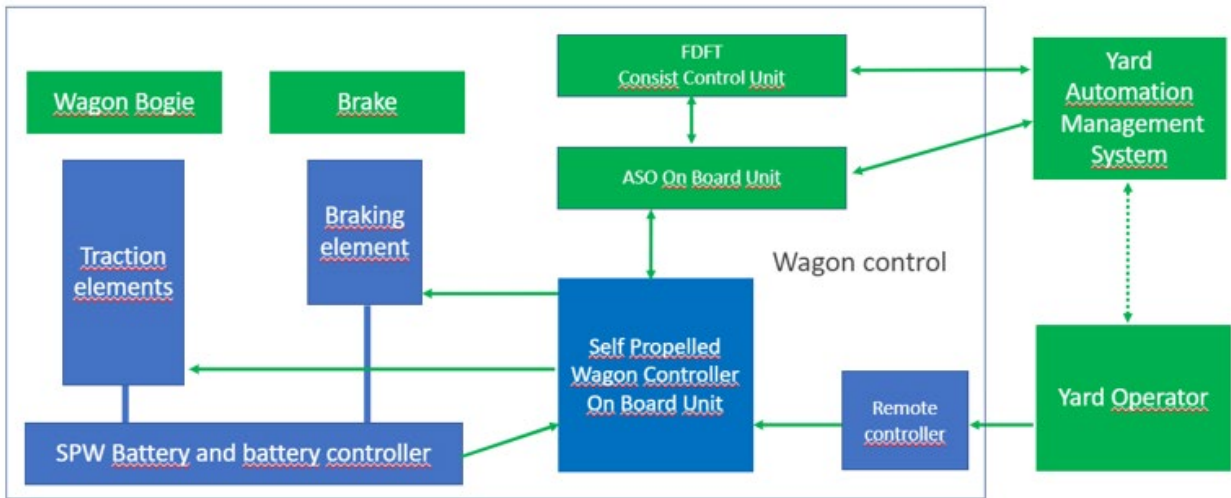 FDFT
Consist Control Unit
Yard
Automation
Management
System
Wagon Bogie
Brake
ASO On Board Unit
Braking
element
Traction
elements
Wagon control
Self Propelled
Wagon Controller
On Board Unit
Remote
controller
Yard Operator
SPW Battery and battery controller